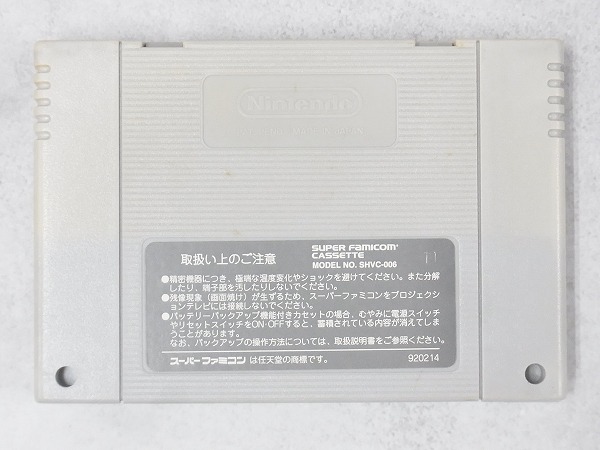 Nintendo
取扱い上のご注意
SUPER FAMICOM
CASSETTE
MODEL NO. SHVC-006
●精密機器につき、極端な温度変化やショックを避けてください。また分解
したり、端子部を汚したりしないでください。
●残像現象（画面焼け）が生ずるため、スーパーファミコンをプロジェクシ
ョンテレビには接続しないでください。
●バッテリーバックアップ機能付きカセットの場合、むやみに電源スイッチ
やリセットスイッチをON・OFFすると、蓄積されている内容が消えてしま
うことがあります。
なお、バックアップの操作方法については、取扱説明書をご参照ください。
スーパーファミコンは任天堂の商標です。 920214